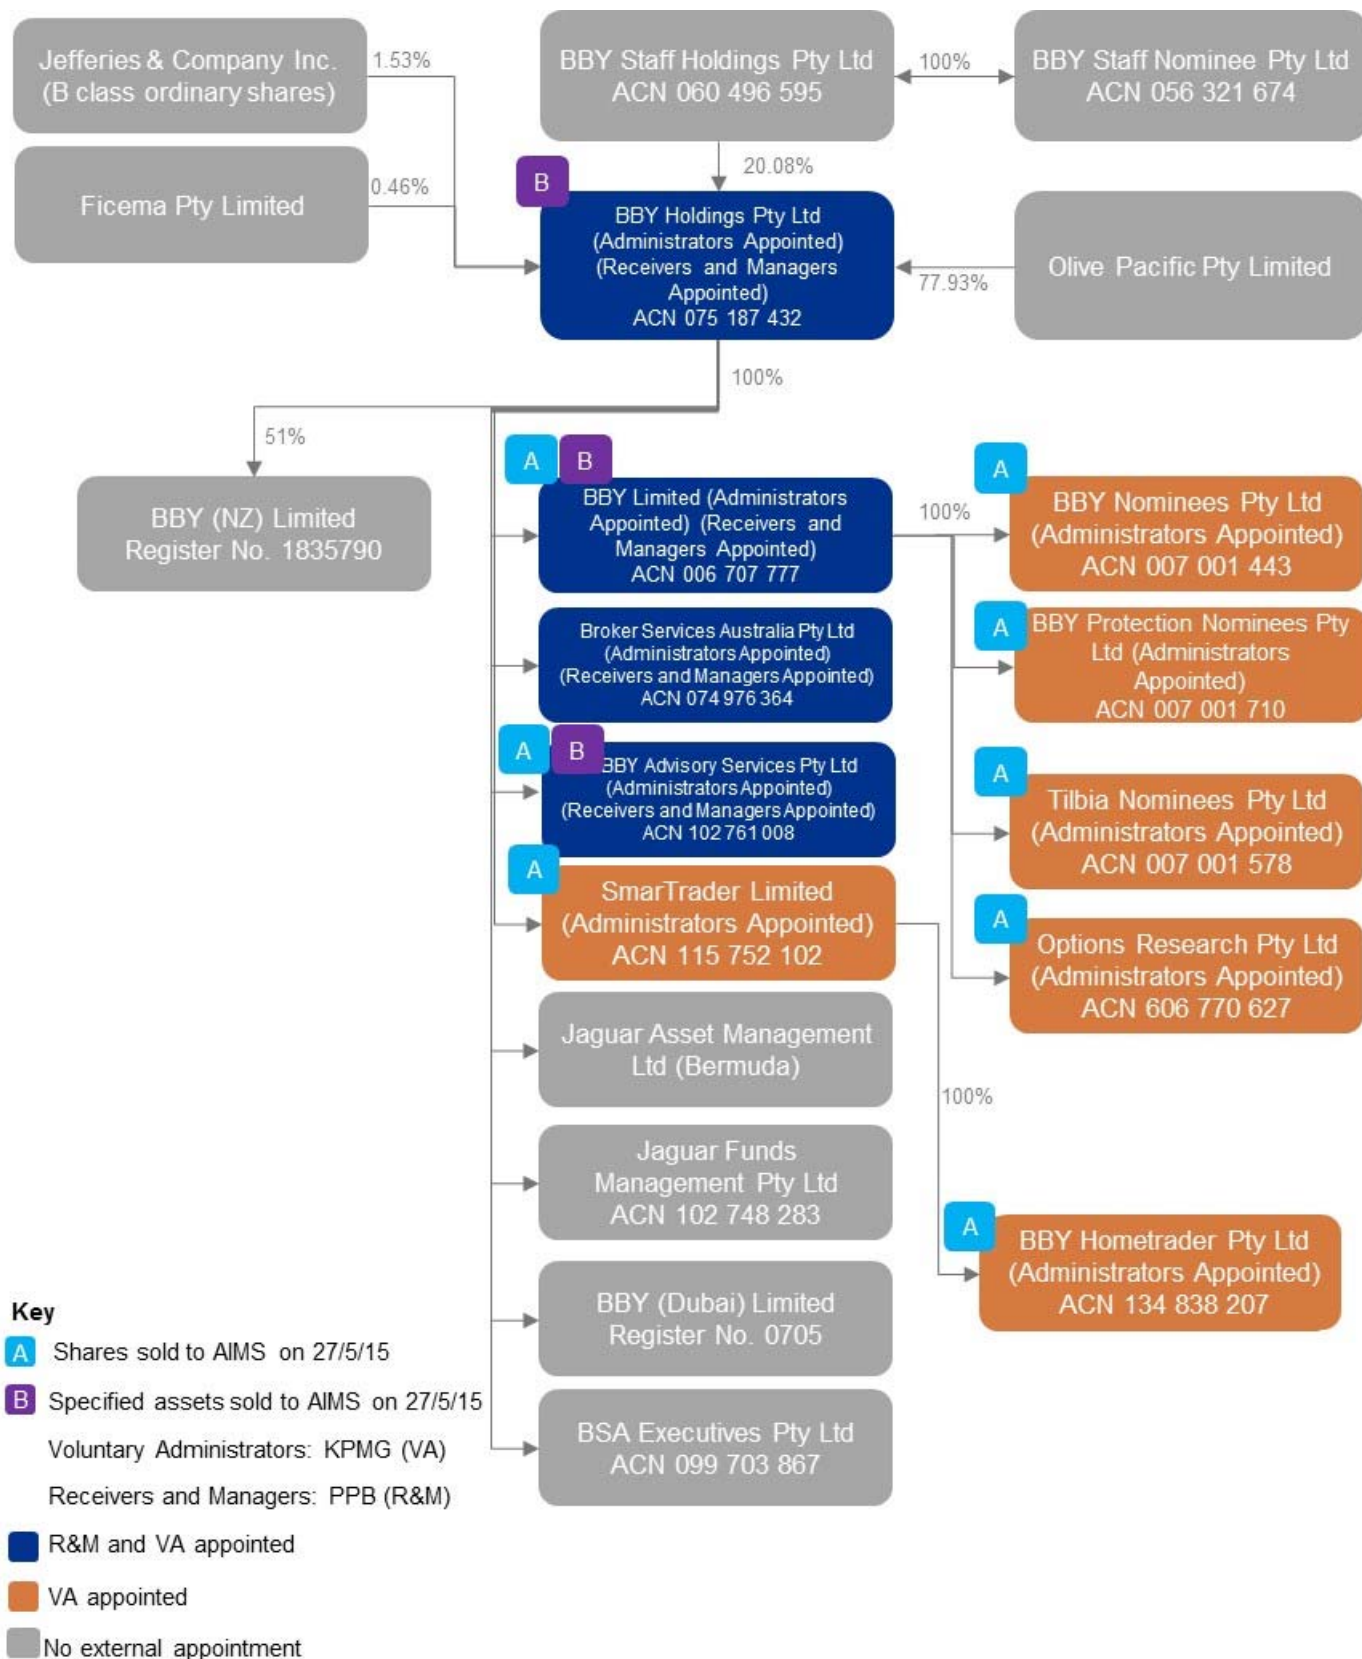 Jefferies & Company Inc.
(B class ordinary shares)
1.53%
BBY Staff Holdings Pty Ltd
ACN 060 496 595
100%
BBY Staff Nominee Pty Ltd
ACN 056 321 674
Ficema Pty Limited
0.46%
20.08%
B
BBY Holdings Pty Ltd
(Administrators Appointed)
(Receivers and Managers
Appointed)
ACN 075 187 432
77.93%
Olive Pacific Pty Limited
100%
51%
BBY (NZ) Limited
Register No. 1835790
A
B
BBY Limited (Administrators
Appointed) (Receivers and
Managers Appointed)
ACN 006 707 777
100%
A
BBY Nominees Pty Ltd
(Administrators Appointed)
ACN 007 001 443
Broker Services Australia Pty Ltd
(Administrators Appointed)
(Receivers and Managers Appointed)
ACN 074 976 364
A
BBY Protection Nominees Pty
Ltd (Administrators
Appointed)
ACN 007 001 710
A
B
BBY Advisory Services Pty Ltd
(Administrators Appointed)
(Receivers and Managers Appointed)
ACN 102 761 008
A
Tilbia Nominees Pty Ltd
(Administrators Appointed)
ACN 007 001 578
A
SmarTrader Limited
(Administrators Appointed)
ACN 115 752 102
A
Options Research Pty Ltd
(Administrators Appointed)
ACN 606 770 627
Jaguar Asset Management
Ltd (Bermuda)
100%
Jaguar Funds
Management Pty Ltd
ACN 102 748 283
A
BBY Hometrader Pty Ltd
(Administrators Appointed)
ACN 134 838 207
BBY (Dubai) Limited
Register No. 0705
BSA Executives Pty Ltd
ACN 099 703 867
Key
A Shares sold to AIMS on 27/5/15
B Specified assets sold to AIMS on 27/5/15
Voluntary Administrators: KPMG (VA)
Receivers and Managers: PPB (R&M)
R&M and VA appointed
VA appointed
No external appointment